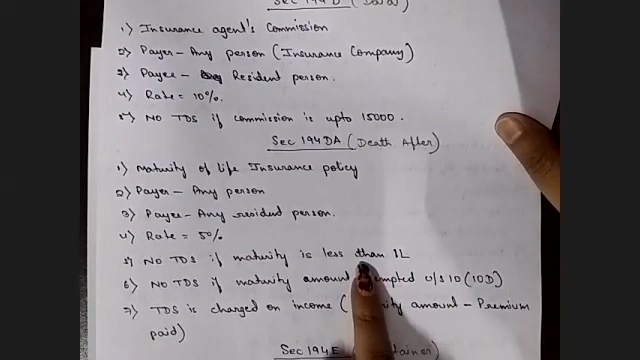 Sec 194D
1) Insurance agent's Commission
2) Payer - Any person (Insurance Company)
3) Payee - Resident person.
4) Rate = 10%.
5) NO TDS if commission is upto 15000.
Sec 194DA (Death After)
1) Maturity of life Insurance policy
2) Payer - Any person
3) Payee - Any resident person.
4) Rate = 5%
5) NO TDS if maturity is less than 1L
6) NO TDS if maturity amount U/S 10 (10D)
7) TDS is charged on income ( amount - Premium
paid)
Sec 194E